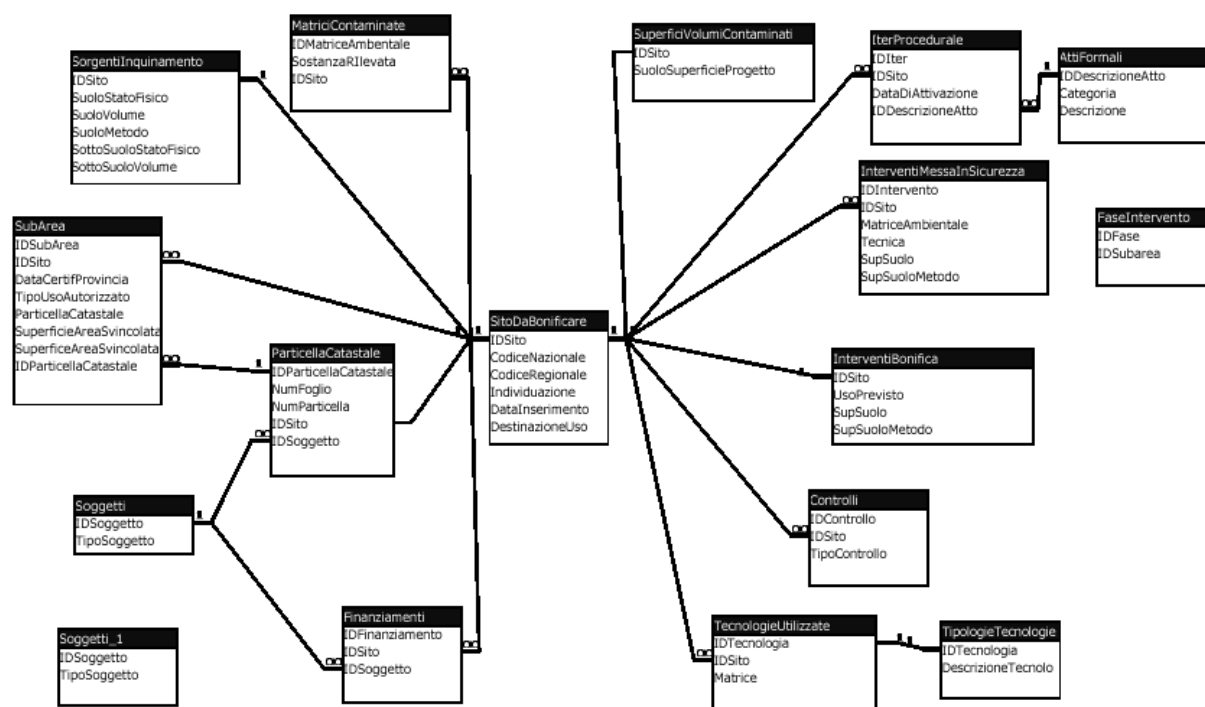 MatriciContaminate
IDMatriceAmbentale
SostanzaRIlevata
IDSito
SuperficiVolumiContaminati
IDSito
SuoloSuperficieProgetto
IterProcedurale
IDIter
IDSito
DataDiAttivazione
IDDescrizioneAtto
AttiFormali
IDDescrizioneAtto
Categoria
Descrizione
SorgentiInquinamento
IDSito
SuoloStatoFisico
SuoloVolume
SuoloMetodo
SottoSuoloStatoFisico
SottoSuoloVolume
InterventiMessaInSicurezza
IDIntervento
IDSito
MatriceAmbientale
Tecnica
SupSuolo
SupSuoloMetodo
FaseIntervento
IDFase
IDSubarea
SubArea
IDSubArea
IDSito
DataCertifProvincia
TipoUsoAutorizzato
ParticellaCatastale
SuperficieAreaSvincolata
SuperficeAreaSvincolata
IDParticellaCatastale
SitoDaBonificare
IDSito
CodiceNazionale
CodiceRegionale
Individuazione
DataInserimento
DestinazioneUso
ParticellaCatastale
IDParticellaCatastale
NumFoglio
NumParticella
IDSito
IDSoggetto
InterventiBonifica
IDSito
UsoPrevisto
SupSuolo
SupSuoloMetodo
Soggetti
IDSoggetto
TipoSoggetto
Controlli
IDControllo
IDSito
TipoControllo
Finanziamenti
IDFinanziamento
IDSito
IDSoggetto
Soggetti_1
IDSoggetto
TipoSoggetto
TecnologieUtilizzate
IDTecnologia
IDSito
Matrice
TipologieTecnologie
IDTecnologia
DescrizioneTecnolo